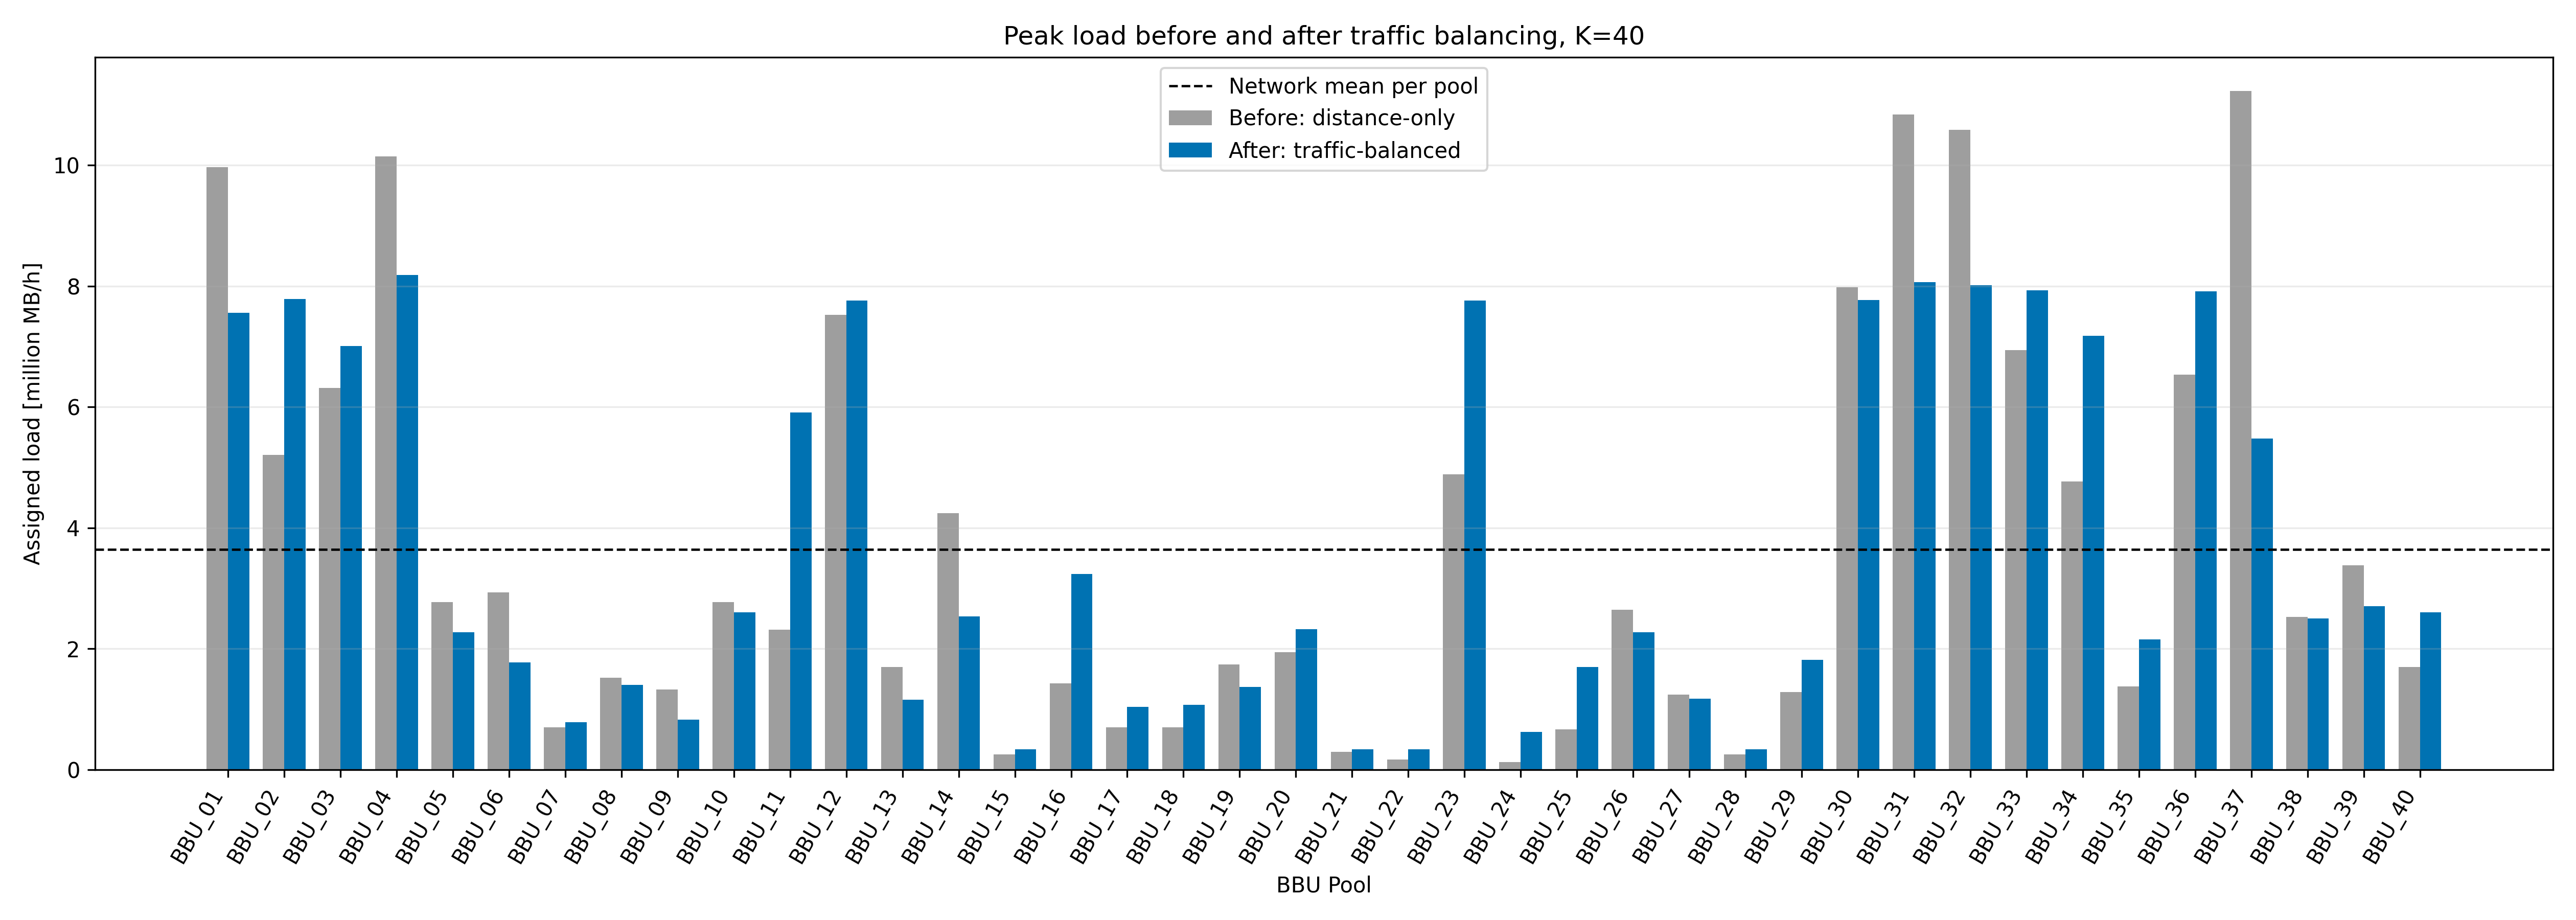 Peak load before and after traffic balancing, K=40
Network mean per pool
Before: distance-only
After: traffic-balanced
Assigned load [million MB/h]
10
8
6
4
2
0
BBU_01
BBU_02
BBU_03
BBU_04
BBU_05
BBU_06
BBU_07
BBU_08
BBU_09
BBU_10
BBU_11
BBU_12
BBU_13
BBU_14
BBU_15
BBU_16
BBU_17
BBU_18
BBU_19
BBU_20
BBU_21
BBU_22
BBU_23
BBU_24
BBU_25
BBU_26
BBU_27
BBU_28
BBU_29
BBU_30
BBU_31
BBU_32
BBU_33
BBU_34
BBU_35
BBU_36
BBU_37
BBU_38
BBU_39
BBU_40
BBU Pool